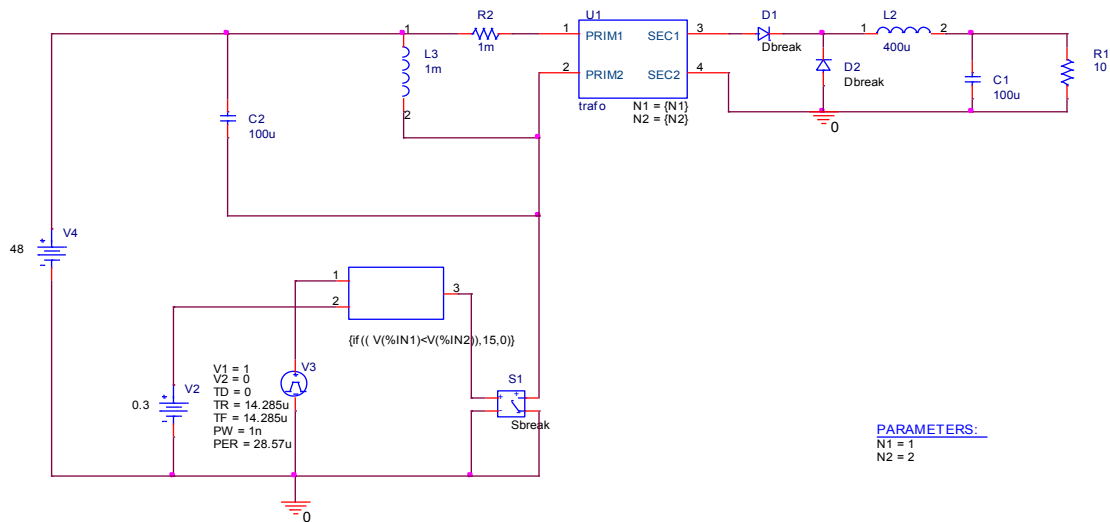 1
R2
1m
L3
1m
2
C2
100u
U1
1
PRIM1
SEC1
3
2
PRIM2
SEC2
4
trafo
N1 = {N1}
N2 = {N2}
D1
Dbreak
D2
Dbreak
0
L2
1
2
400u
C1
100u
R1
10
V4
48
1
2
3
{if(( V(%IN1)<V(%IN2)),15,0)}
V2
0.3
V1 = 1
V2 = 0
TD = 0
TR = 14.285u
TF = 14.285u
PW = 1n
PER = 28.57u
V3
S1
Sbreak
0
PARAMETERS:
N1 = 1
N2 = 2